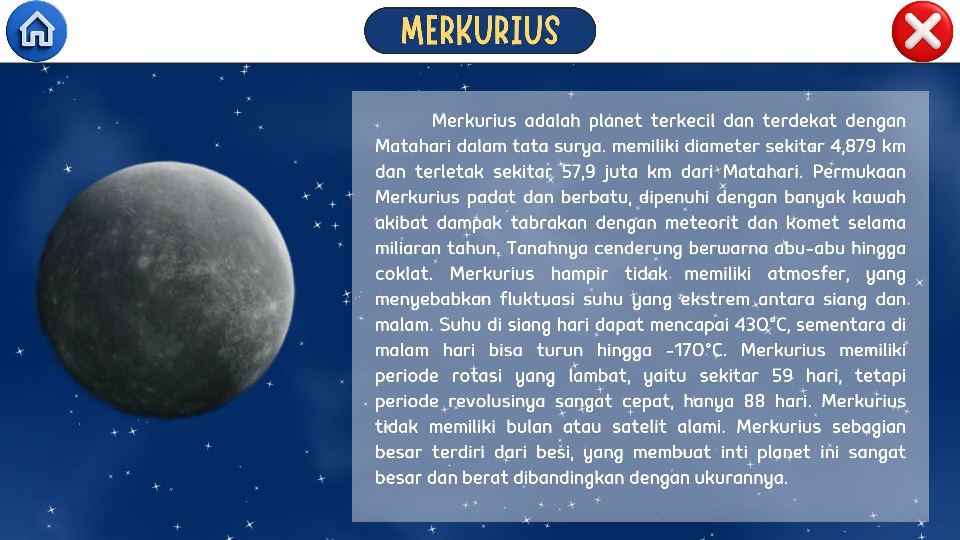 MERKURIUS
Merkurius adalah planet terkecil dan terdekat dengan
Matahari dalam tata surya. memiliki diameter sekitar 4,879 km
dan terletak sekitar 57,9 juta km dari Matahari. Permukaan
Merkurius padat dan berbatu, dipenuhi dengan banyak kawah
akibat dampak tabrakan dengan meteorit dan komet selama
miliaran tahun. Tanahnya cenderung berwarna abu-abu hingga
coklat. Merkurius hampir tidak memiliki atmosfer, yang
menyebabkan fluktuasi suhu yang ekstrem antara siang dan
malam. Suhu di siang hari dapat mencapai 430°C, sementara di
malam hari bisa turun hingga -170°C. Merkurius memiliki
periode rotasi yang lambat, yaitu sekitar 59 hari, tetapi
periode revolusinya sangat cepat, hanya 88 hari. Merkurius
tidak memiliki bulan atau satelit alami. Merkurius sebagian
besar terdiri dari besi, yang membuat inti planet ini sangat
besar dan berat dibandingkan dengan ukurannya.